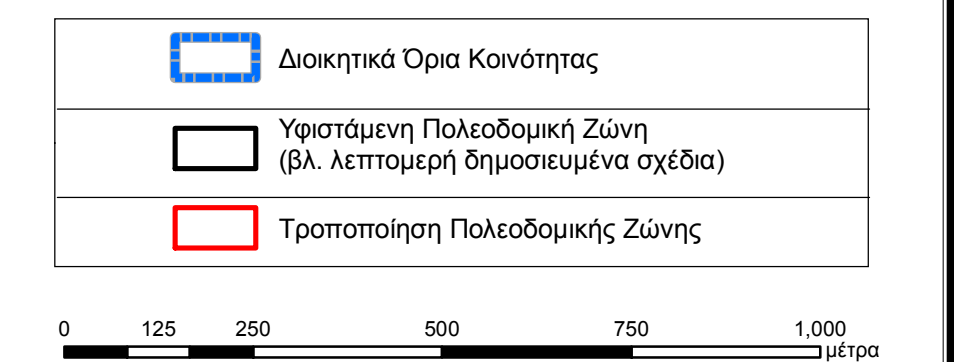 Διοικητικά Όρια Κοινότητας
Υφιστάμενη Πολεοδομική Ζώνη
(βλ. λεπτομερή δημοσιευμένα σχέδια)
Τροποποίηση Πολεοδομικής Ζώνης
0 125 250 500 750 1,000
μέτρα